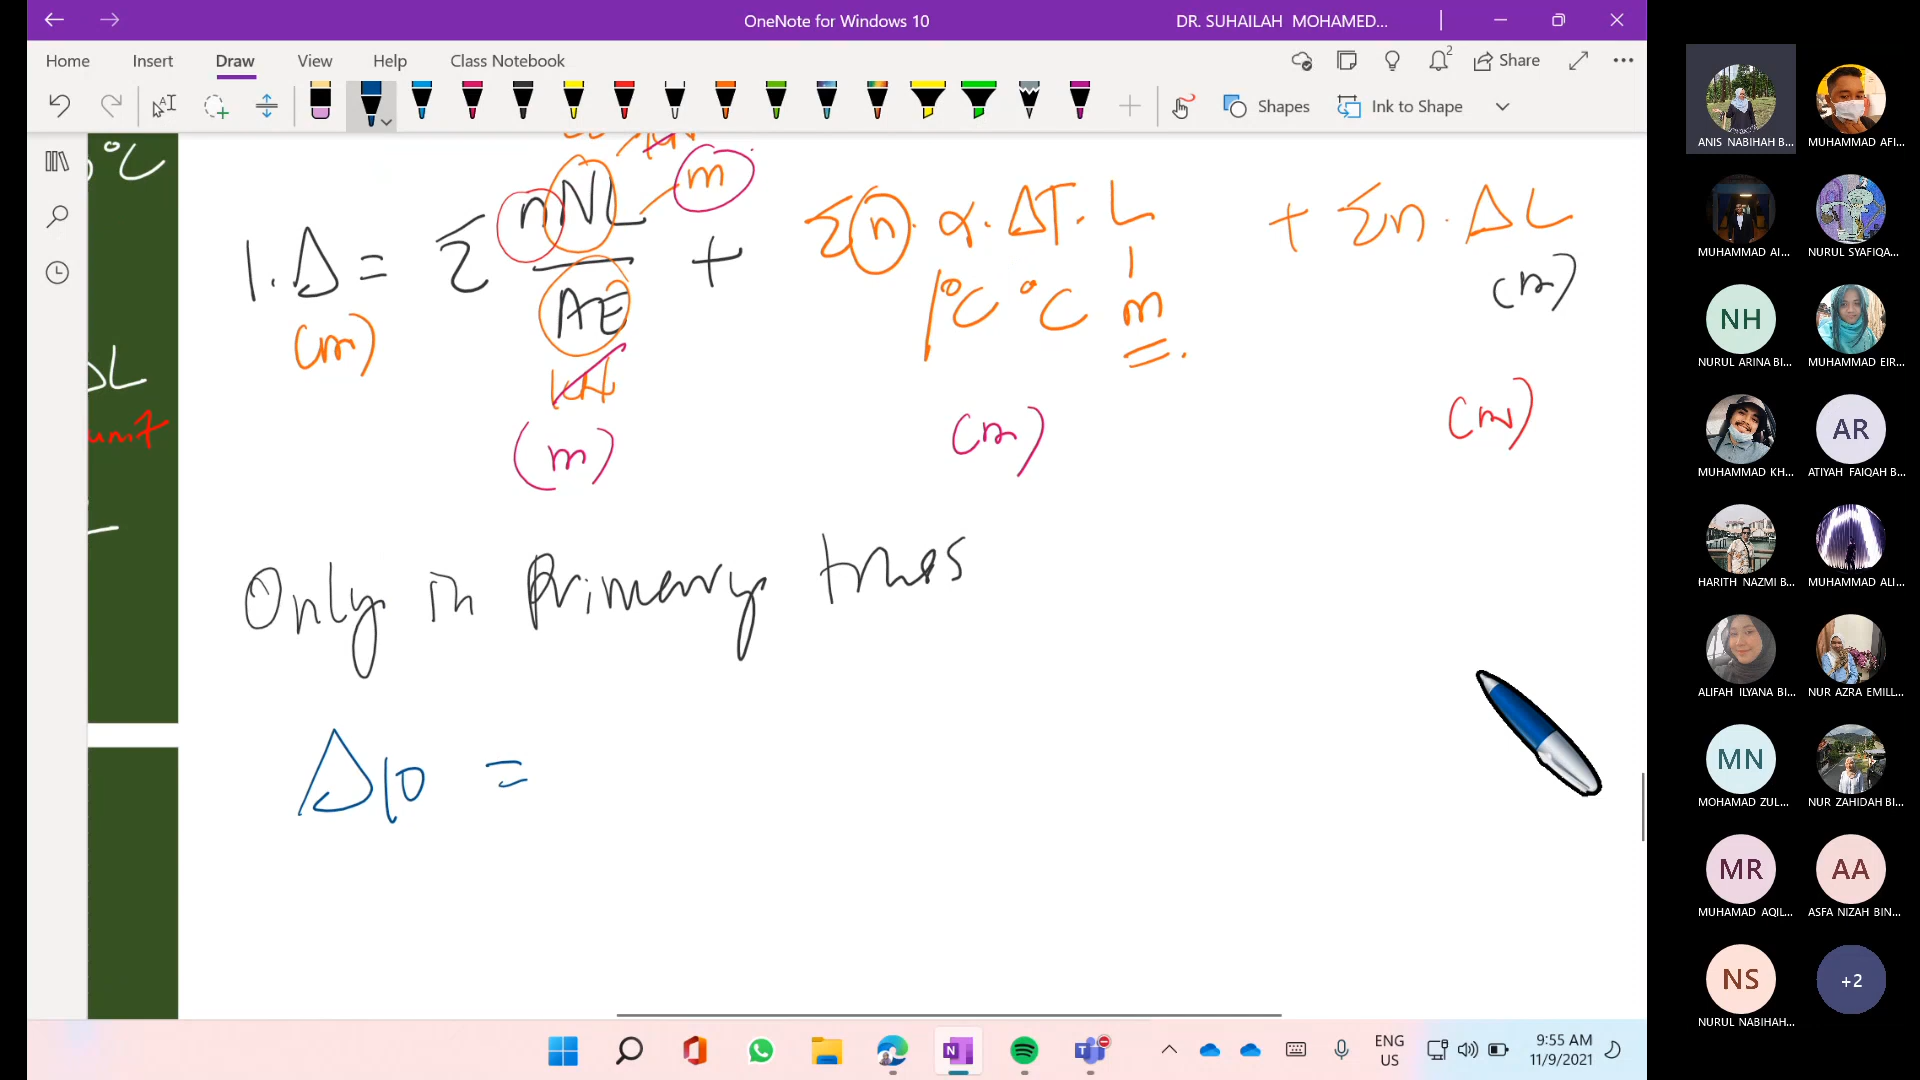 OneNote for Windows 10
DR. SUHAILAH MOHAMED...
Home Insert Draw View Help Class Notebook
2
Share
Shapes
Ink to Shape
°C
ΔL
unit
m
1.Δ = Σ nNL / AE + Σ n. α. ΔT. L + Σn. ΔL
(m)
kN
/°C °C m
(m)
(m) (m) (m)
Only in Primary truss
Δ10 =
ANIS NABIHAH B...
MUHAMMAD AFI...
MUHAMMAD AI...
NURUL SYAFIQA...
NH
NURUL ARINA BI...
MUHAMMAD EIR...
MUHAMMAD KH...
AR
ATIYAH FAIQAH B...
HARITH NAZMI B...
MUHAMMAD ALI...
ALIFAH ILYANA BI...
NUR AZRA EMILL...
MN
MOHAMAD ZUL...
NUR ZAHIDAH BI...
MR
MUHAMAD AQIL...
AA
ASFA NIZAH BIN...
NS
NURUL NABIHAH...
+2
ENG
US
9:55 AM
11/9/2021